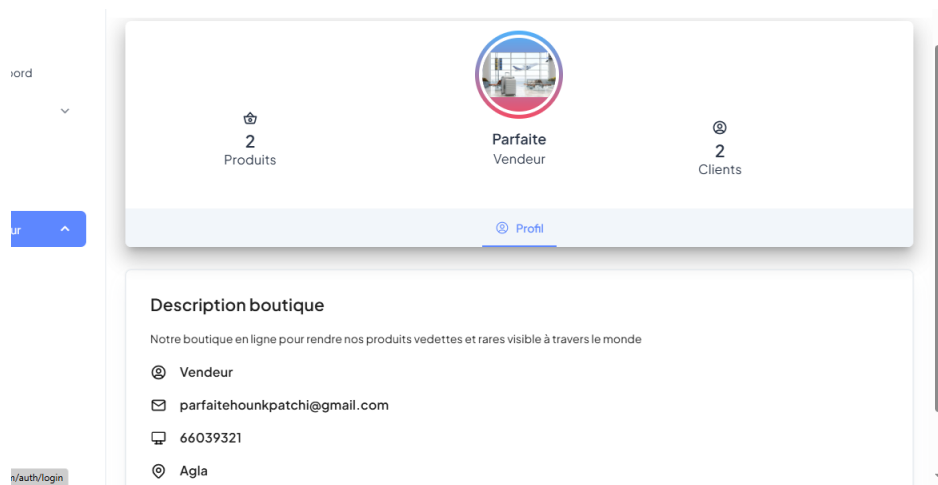 ord
2
Produits
Parfaite
Vendeur
2
Clients
ur
Profil
Description boutique
Notre boutique en ligne pour rendre nos produits vedettes et rares visible à travers le monde
Vendeur
parfaitehounkpatchi@gmail.com
66039321
Agla
/auth/login